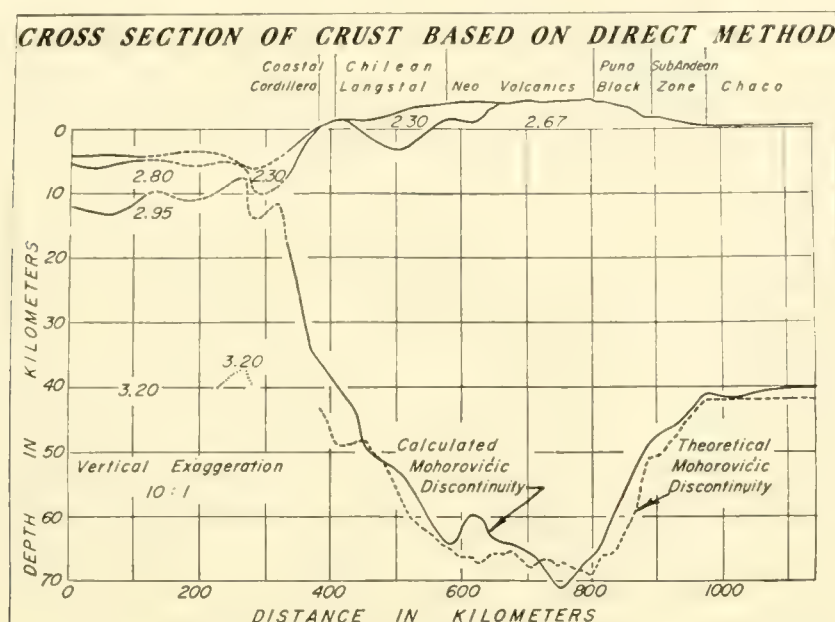 CROSS SECTION OF CRUST BASED ON DIRECT METHOD
Coastal
Cordillera
Chilean
Langstal
Neo Volcanics
Puna
Block
SubAndean
Zone
Chaco
0
10
20
30
40
50
60
70
DEPTH IN KILOMETERS
2.30
2.67
2.80
2.30
2.95
3.20
3.20
Vertical Exaggeration
10:1
Calculated
Mohorovičic
Discontinuity
Theoretical
Mohorovičic
Discontinuity
0 200 400 600 800 1000
DISTANCE IN KILOMETERS